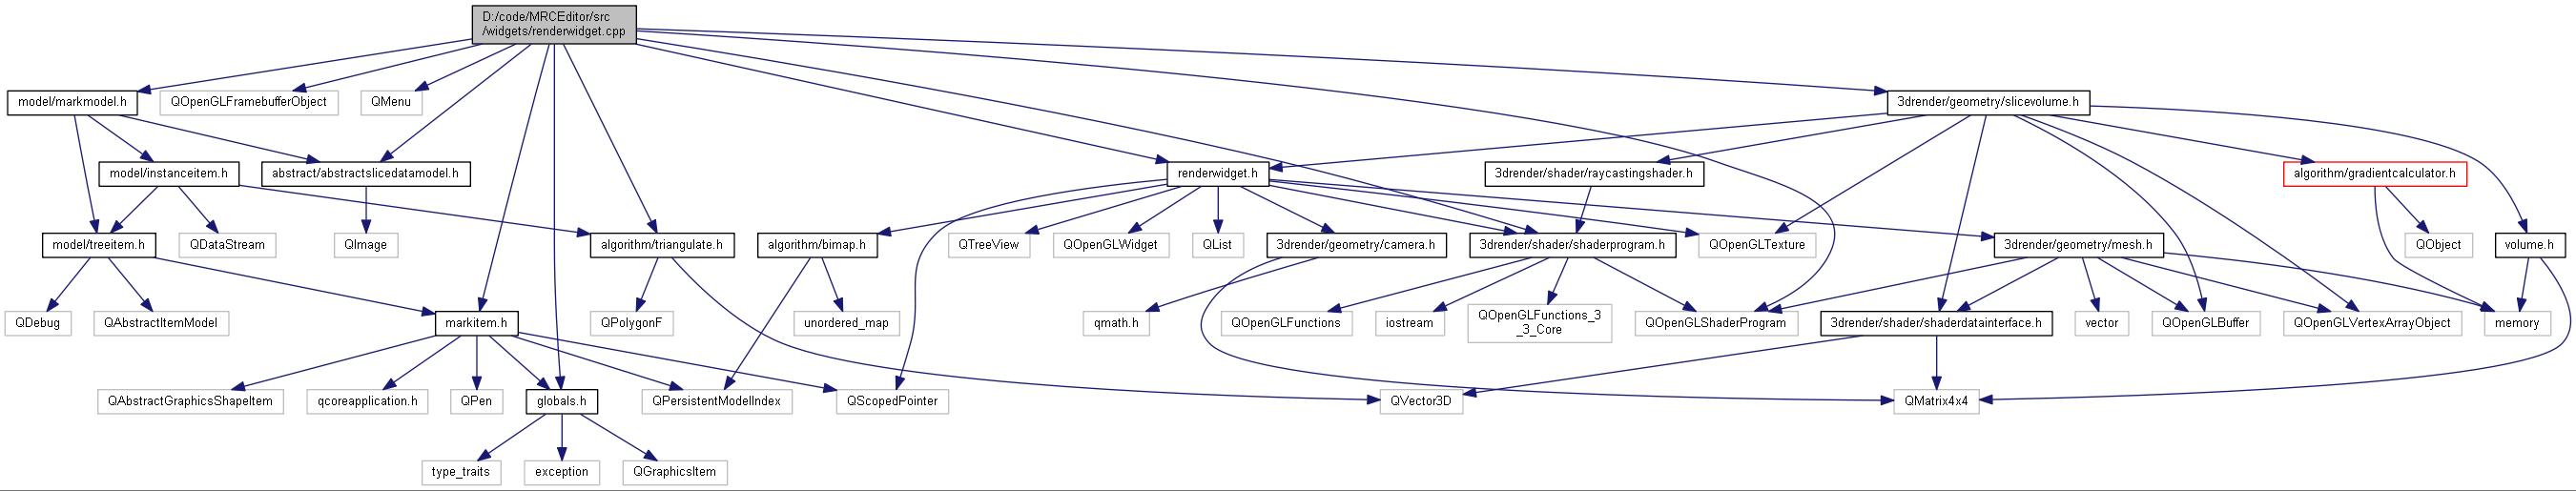 D:/code/MRCEditor/src
/widgets/renderwidget.cpp
model/markmodel.h
QOpenGLFramebufferObject
QMenu
3drender/geometry/slicevolume.h
model/instanceitem.h
abstract/abstractslicedatamodel.h
renderwidget.h
3drender/shader/raycastingshader.h
algorithm/gradientcalculator.h
model/treeitem.h
QDataStream
QImage
algorithm/triangulate.h
algorithm/bimap.h
QTreeView
QOpenGLWidget
QList
3drender/geometry/camera.h
3drender/shader/shaderprogram.h
QOpenGLTexture
3drender/geometry/mesh.h
QObject
volume.h
QDebug
QAbstractItemModel
markitem.h
QPolygonF
unordered_map
qmath.h
QOpenGLFunctions
iostream
QOpenGLFunctions_3
_3_Core
QOpenGLShaderProgram
3drender/shader/shaderdatainterface.h
vector
QOpenGLBuffer
QOpenGLVertexArrayObject
memory
QAbstractGraphicsShapeItem
qcoreapplication.h
QPen
globals.h
QPersistentModelIndex
QScopedPointer
QVector3D
QMatrix4x4
type_traits
exception
QGraphicsItem